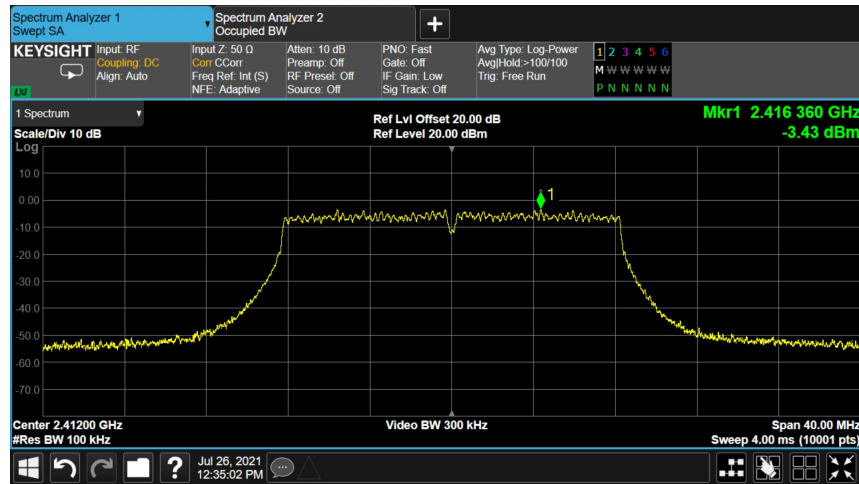 Spectrum Analyzer 1
Swept SA
Spectrum Analyzer 2
Occupied BW
+
KEYSIGHT
LXI
Input: RF
Coupling: DC
Align: Auto
Input Z: 50 Ω
Corr CCorr
Freq Ref: Int (S)
NFE: Adaptive
Atten: 10 dB
Preamp: Off
RF Presel: Off
Source: Off
PNO: Fast
Gate: Off
IF Gain: Low
Sig Track: Off
Avg Type: Log-Power
Avg|Hold:>100/100
Trig: Free Run
1 2 3 4 5 6
M W W W W W
P N N N N N
1 Spectrum
Scale/Div 10 dB
Ref Lvl Offset 20.00 dB
Ref Level 20.00 dBm
Mkr1 2.416 360 GHz
-3.43 dBm
Log
10.0
0.00
-10.0
-20.0
-30.0
-40.0
-50.0
-60.0
-70.0
1
Center 2.41200 GHz
#Res BW 100 kHz
Video BW 300 kHz
Span 40.00 MHz
Sweep 4.00 ms (10001 pts)
?
Jul 26, 2021
12:35:02 PM